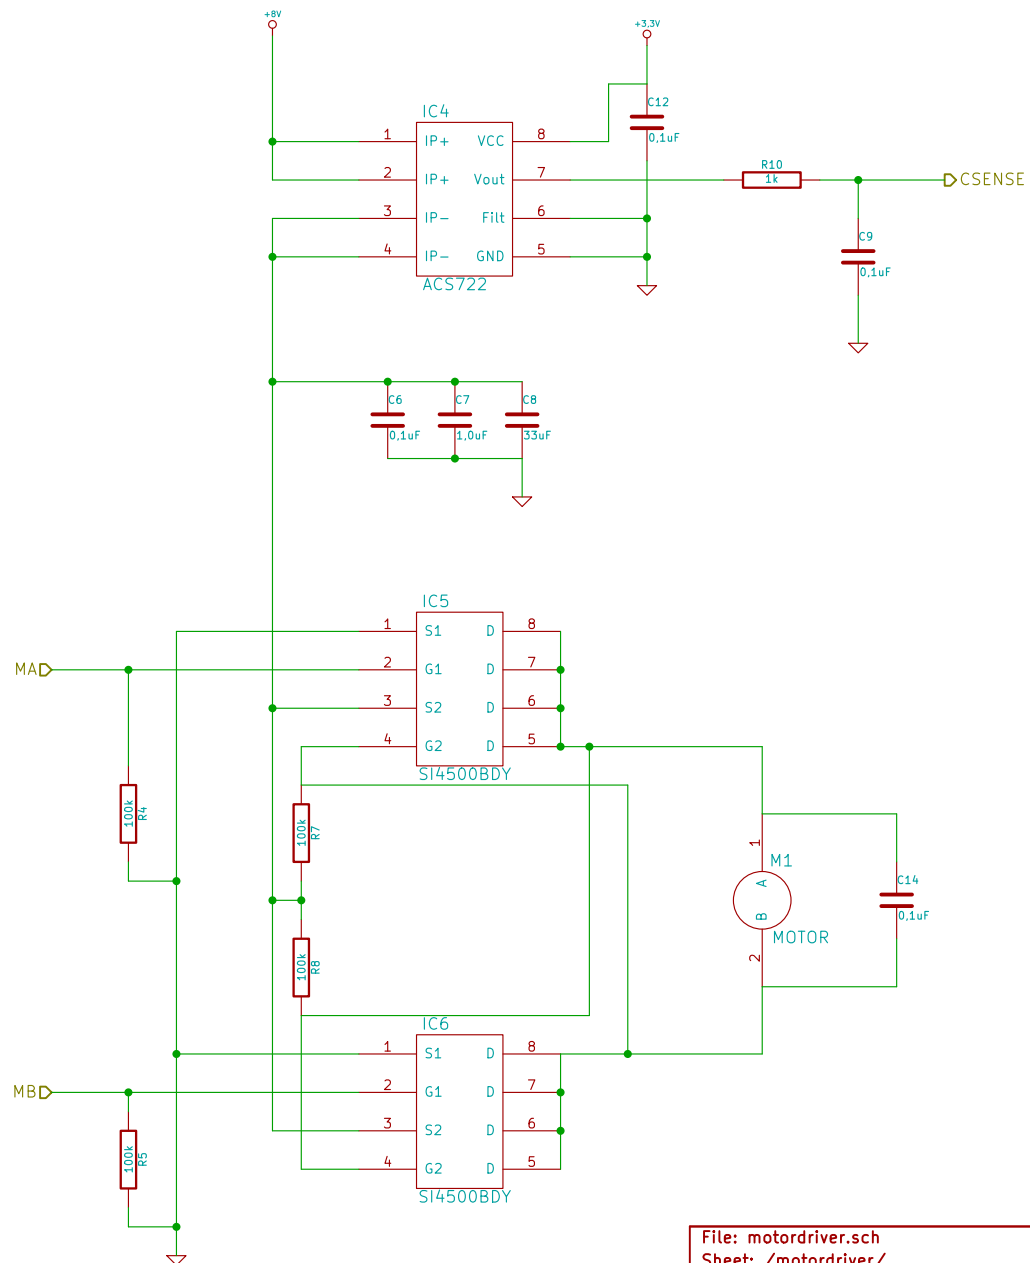 +8V
+3.3V
C12
0,1uF
IC4
1 IP+ VCC 8
2 IP+ Vout 7
3 IP- Filt 6
4 IP- GND 5
ACS722
R10
1k
CSENSE
C9
0,1uF
C6
0,1uF
C7
1,0uF
C8
33uF
IC5
1 S1 D 8
MA 2 G1 D 7
3 S2 D 6
4 G2 D 5
SI4500BDY
100k
R4
100k
R7
1
M1
A
B
MOTOR
2
C14
0,1uF
100k
R8
IC6
1 S1 D 8
MB 2 G1 D 7
3 S2 D 6
4 G2 D 5
SI4500BDY
100k
R5
File: motordriver.sch
Sheet: /motordriver/